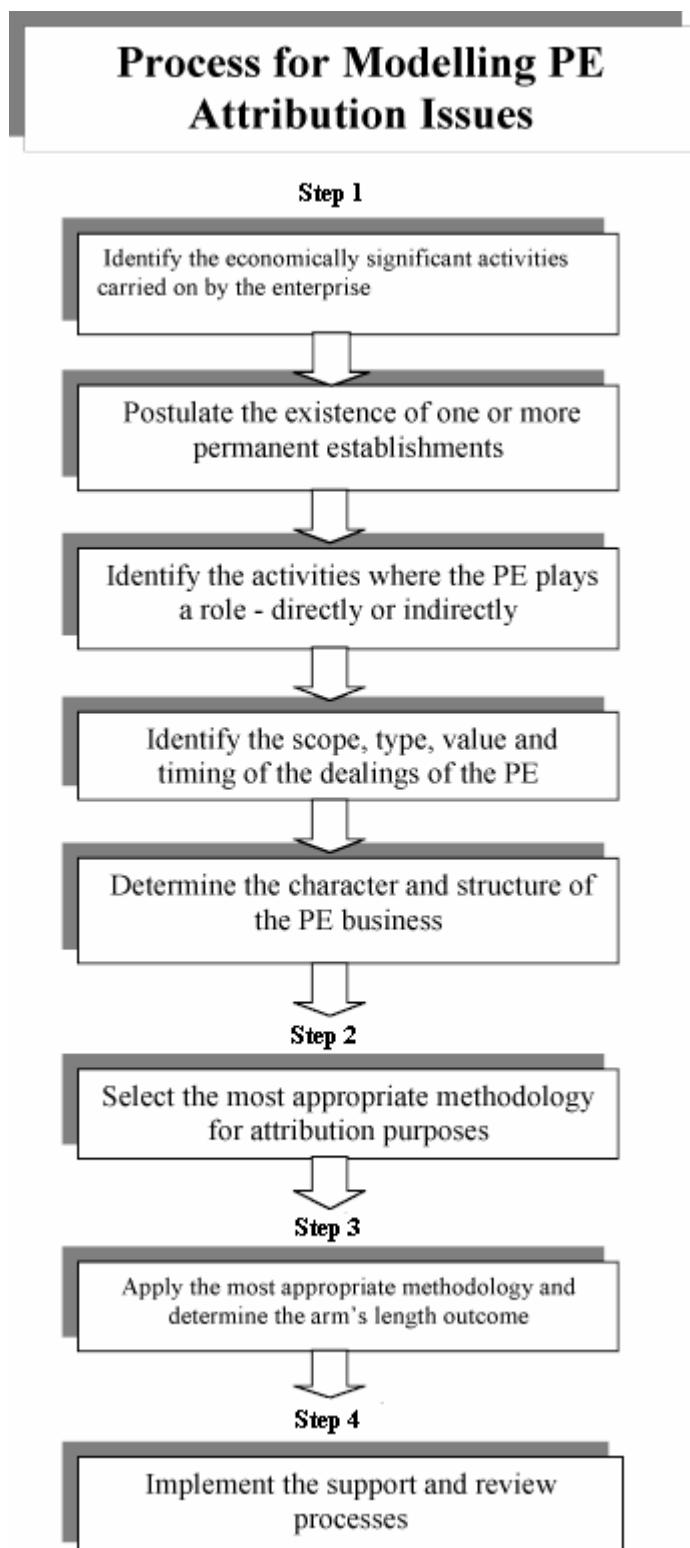 Process for Modelling PE
Attribution Issues
Step 1
Identify the economically significant activities
carried on by the enterprise
Postulate the existence of one or more
permanent establishments
Identify the activities where the PE plays
a role - directly or indirectly
Identify the scope, type, value and
timing of the dealings of the PE
Determine the character and structure of
the PE business
Step 2
Select the most appropriate methodology
for attribution purposes
Step 3
Apply the most appropriate methodology and
determine the arm's length outcome
Step 4
Implement the support and review
processes